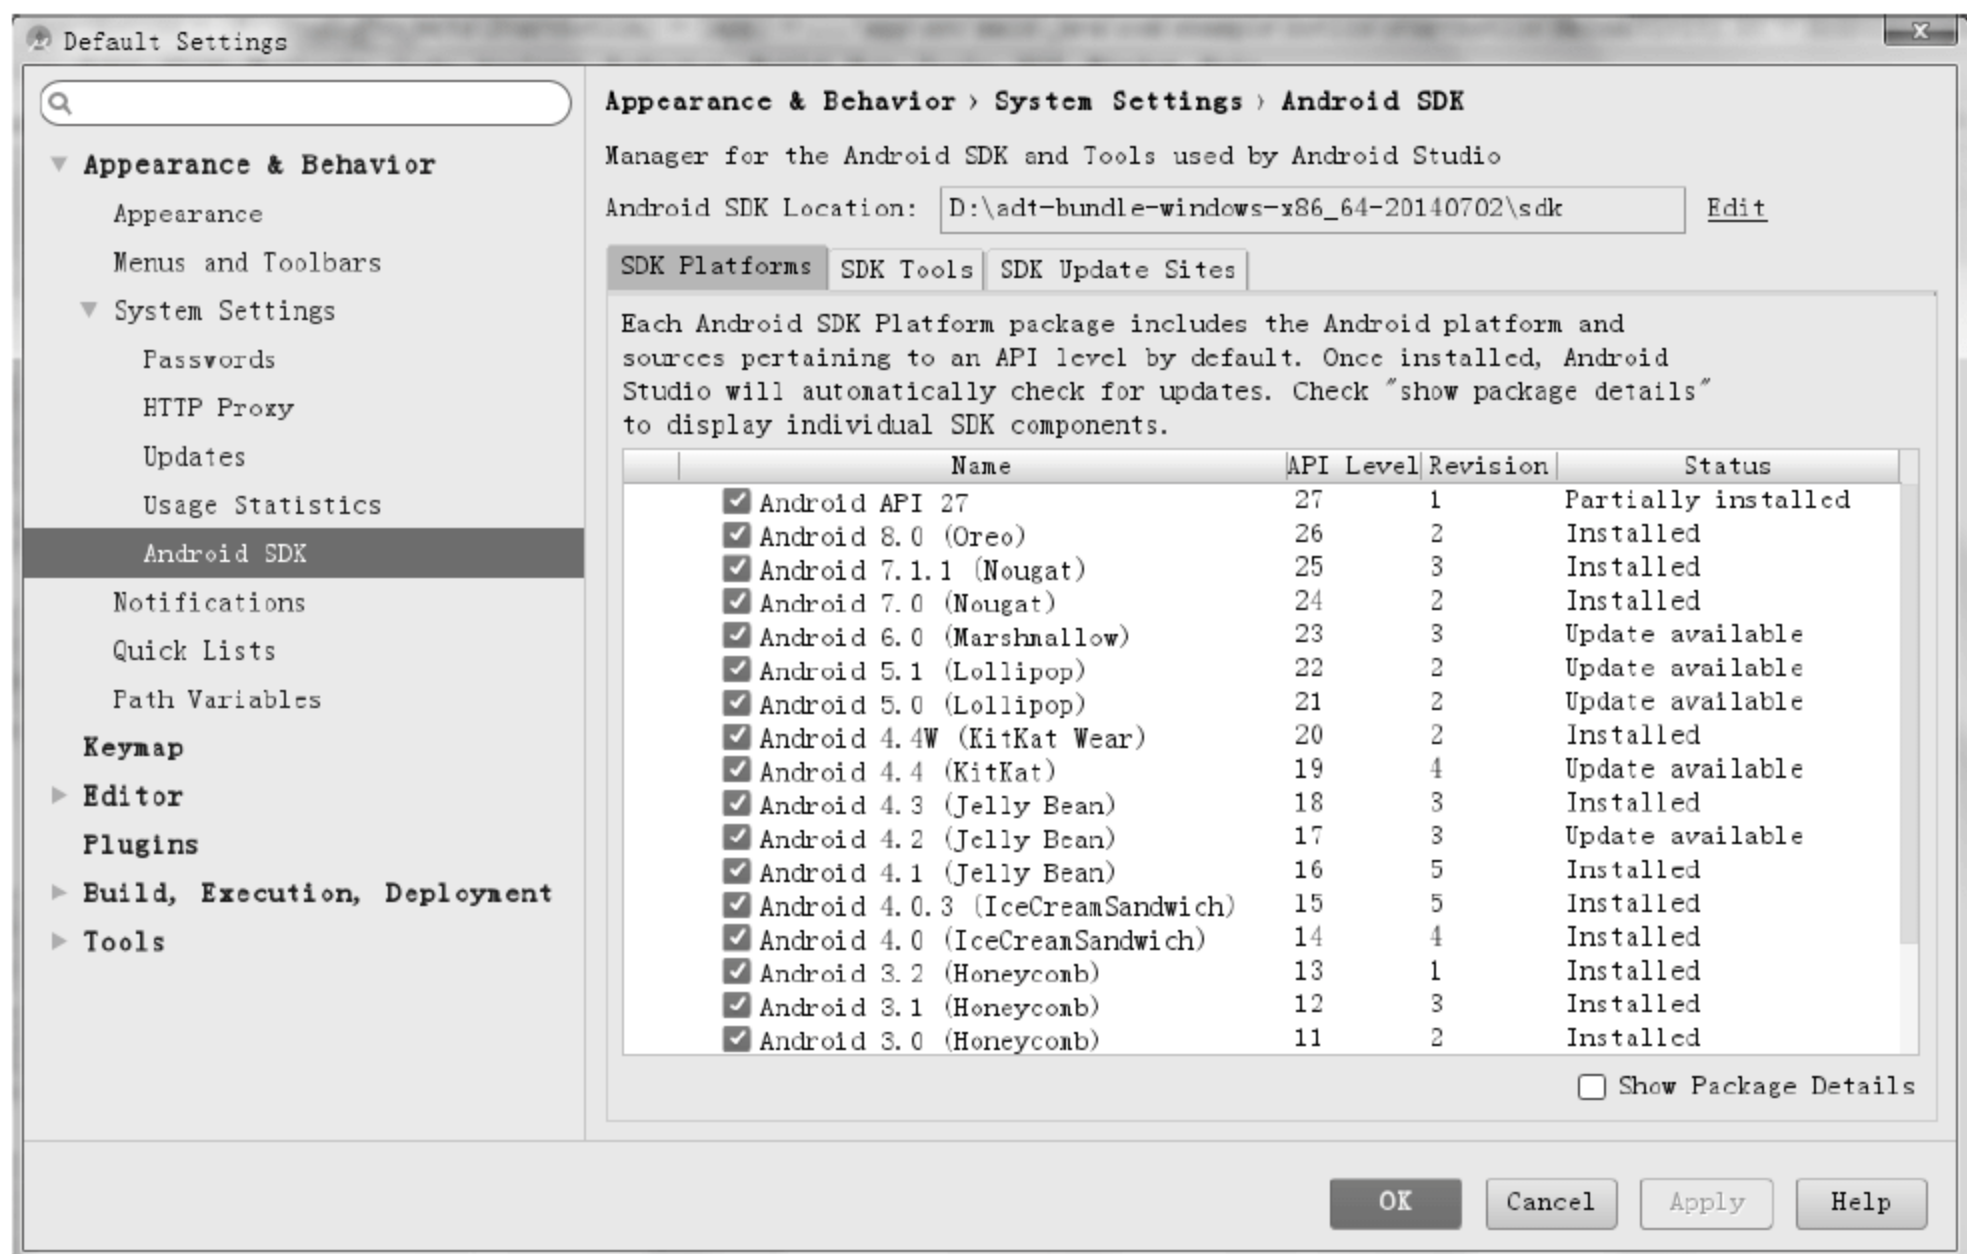 Default Settings
x
Appearance & Behavior
Appearance
Menus and Toolbars
System Settings
Passwords
HTTP Proxy
Updates
Usage Statistics
Android SDK
Notifications
Quick Lists
Path Variables
Keymap
Editor
Plugins
Build, Execution, Deployment
Tools
Appearance & Behavior › System Settings › Android SDK
Manager for the Android SDK and Tools used by Android Studio
Android SDK Location: D:\adt-bundle-windows-x86_64-20140702\sdk Edit
SDK Platforms SDK Tools SDK Update Sites
Each Android SDK Platform package includes the Android platform and
sources pertaining to an API level by default. Once installed, Android
Studio will automatically check for updates. Check "show package details"
to display individual SDK components.
Name API Level Revision Status
Android API 27 27 1 Partially installed
Android 8.0 (Oreo) 26 2 Installed
Android 7.1.1 (Nougat) 25 3 Installed
Android 7.0 (Nougat) 24 2 Installed
Android 6.0 (Marshmallow) 23 3 Update available
Android 5.1 (Lollipop) 22 2 Update available
Android 5.0 (Lollipop) 21 2 Update available
Android 4.4W (KitKat Wear) 20 2 Installed
Android 4.4 (KitKat) 19 4 Update available
Android 4.3 (Jelly Bean) 18 3 Installed
Android 4.2 (Jelly Bean) 17 3 Update available
Android 4.1 (Jelly Bean) 16 5 Installed
Android 4.0.3 (IceCreamSandwich) 15 5 Installed
Android 4.0 (IceCreamSandwich) 14 4 Installed
Android 3.2 (Honeycomb) 13 1 Installed
Android 3.1 (Honeycomb) 12 3 Installed
Android 3.0 (Honeycomb) 11 2 Installed
Show Package Details
OK Cancel Apply Help